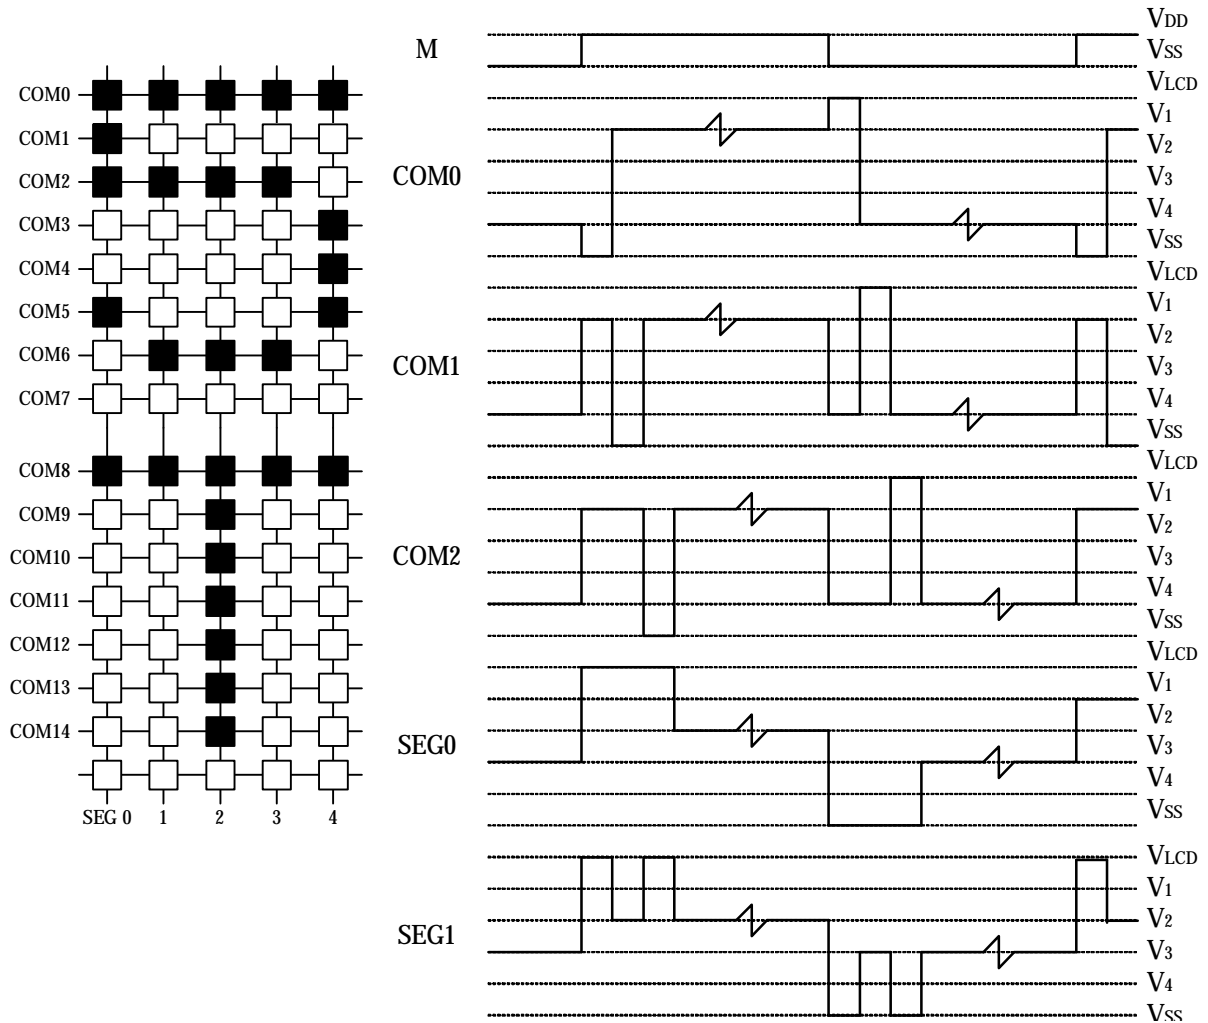 COM0
COM1
COM2
COM3
COM4
COM5
COM6
COM7
COM8
COM9
COM10
COM11
COM12
COM13
COM14
SEG 0 1 2 3 4
M
VDD
VSS
COM0
VLCD
V1
V2
V3
V4
VSS
COM1
VLCD
V1
V2
V3
V4
VSS
COM2
VLCD
V1
V2
V3
V4
VSS
SEG0
VLCD
V1
V2
V3
V4
VSS
SEG1
VLCD
V1
V2
V3
V4
VSS